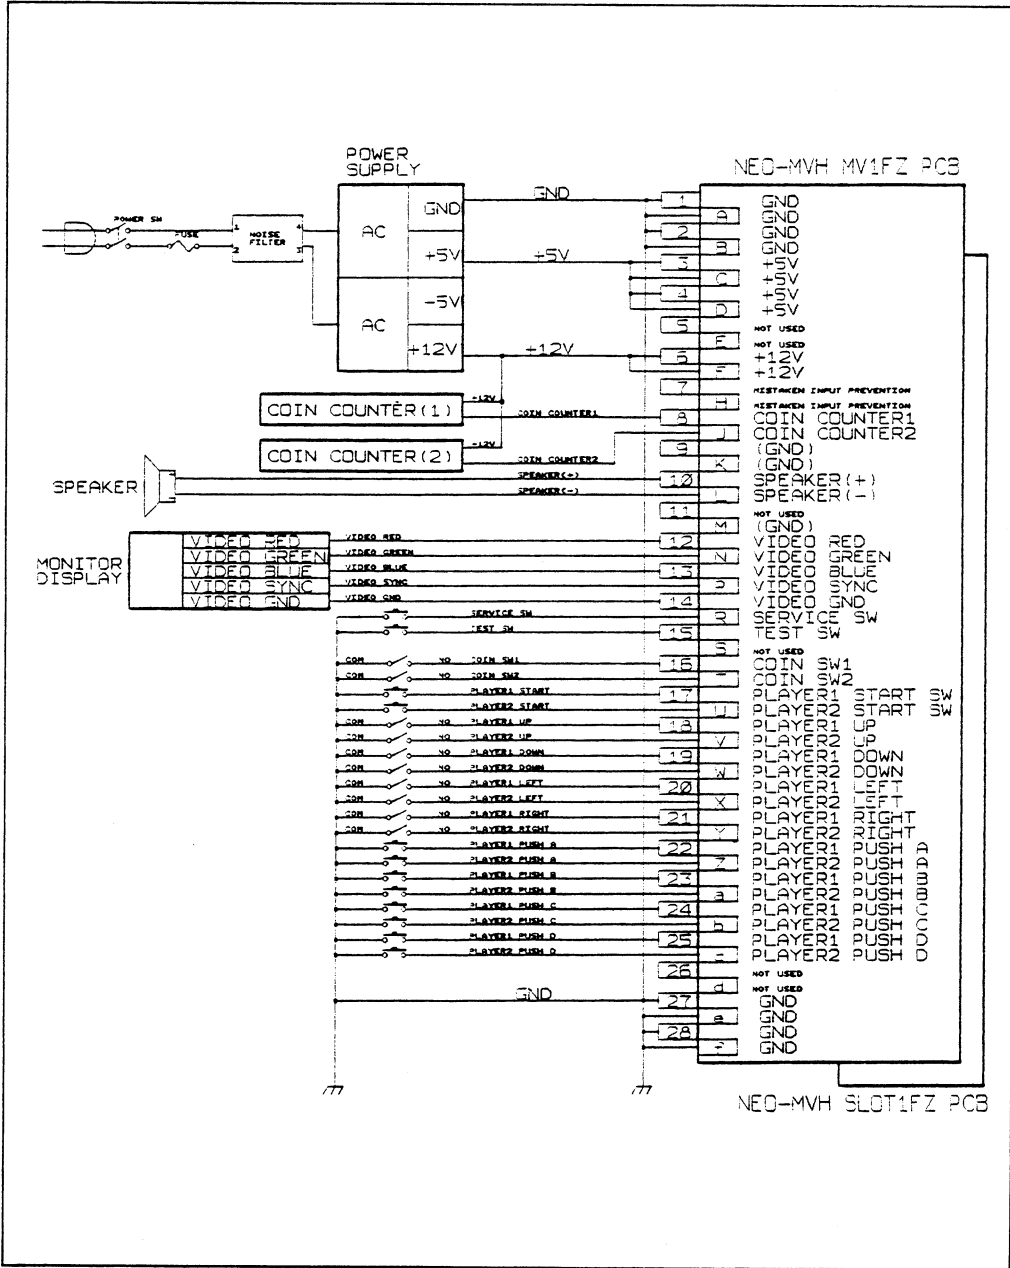 POWER
SUPPLY
NEO-MVH MV1FZ PCB
POWER SW
FUSE
1
2
NOISE
FILTER
4
3
AC
AC
GND
+5V
-5V
+12V
GND
+5V
+12V
+12V
COIN COUNTER(1)
COIN COUNTER1
+12V
COIN COUNTER(2)
COIN COUNTER2
SPEAKER
SPEAKER(+)
SPEAKER(-)
MONITOR
DISPLAY
VIDEO RED
VIDEO GREEN
VIDEO BLUE
VIDEO SYNC
VIDEO GND
VIDEO RED
VIDEO GREEN
VIDEO BLUE
VIDEO SYNC
VIDEO GND
SERVICE SW
TEST SW
COM NO COIN SW1
COM NO COIN SW2
PLAYER1 START
PLAYER2 START
COM NO PLAYER1 UP
COM NO PLAYER2 UP
COM NO PLAYER1 DOWN
COM NO PLAYER2 DOWN
COM NO PLAYER1 LEFT
COM NO PLAYER2 LEFT
COM NO PLAYER1 RIGHT
COM NO PLAYER2 RIGHT
PLAYER1 PUSH A
PLAYER2 PUSH A
PLAYER1 PUSH B
PLAYER2 PUSH B
PLAYER1 PUSH C
PLAYER2 PUSH C
PLAYER1 PUSH D
PLAYER2 PUSH D
GND
1 GND
A GND
2 GND
B GND
3 +5V
C +5V
4 +5V
D +5V
5 NOT USED
E NOT USED
6 +12V
F +12V
7 MISTAKEN INPUT PREVENTION
H MISTAKEN INPUT PREVENTION
8 COIN COUNTER1
J COIN COUNTER2
9 (GND)
K (GND)
10 SPEAKER(+)
L SPEAKER(-)
11 NOT USED
M (GND)
12 VIDEO RED
N VIDEO GREEN
13 VIDEO BLUE
P VIDEO SYNC
14 VIDEO GND
R SERVICE SW
15 TEST SW
S NOT USED
16 COIN SW1
T COIN SW2
17 PLAYER1 START SW
U PLAYER2 START SW
18 PLAYER1 UP
V PLAYER2 UP
19 PLAYER1 DOWN
W PLAYER2 DOWN
20 PLAYER1 LEFT
X PLAYER2 LEFT
21 PLAYER1 RIGHT
Y PLAYER2 RIGHT
22 PLAYER1 PUSH A
Z PLAYER2 PUSH A
23 PLAYER1 PUSH B
a PLAYER2 PUSH B
24 PLAYER1 PUSH C
b PLAYER2 PUSH C
25 PLAYER1 PUSH D
c PLAYER2 PUSH D
26 NOT USED
d NOT USED
27 GND
e GND
28 GND
f GND
NEO-MVH SLOT1FZ PCB